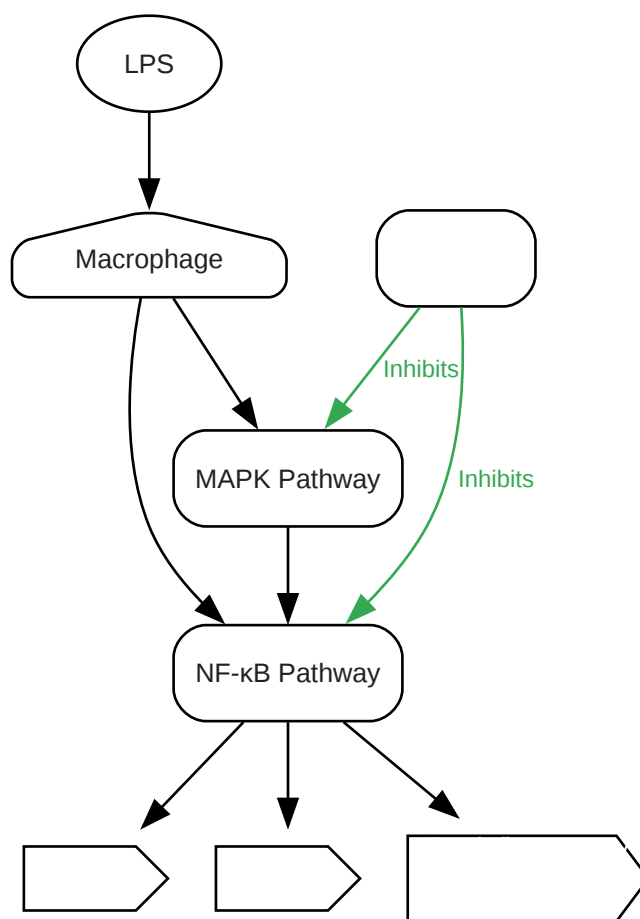 LPS
Macrophage
Inhibits
MAPK Pathway
Inhibits
NF-κB Pathway